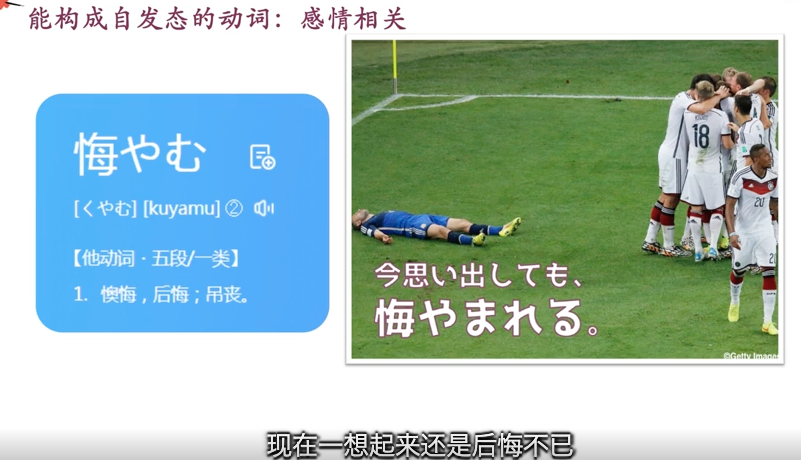 能构成自发态的动词：感情相关
悔やむ
[くやむ] [kuyamu] ②
【他动词·五段/一类】
1. 懊悔，后悔；吊丧。
18
20
2
今思い出しても、
悔やまれる。
©Getty Images
现在一想起来还是后悔不已